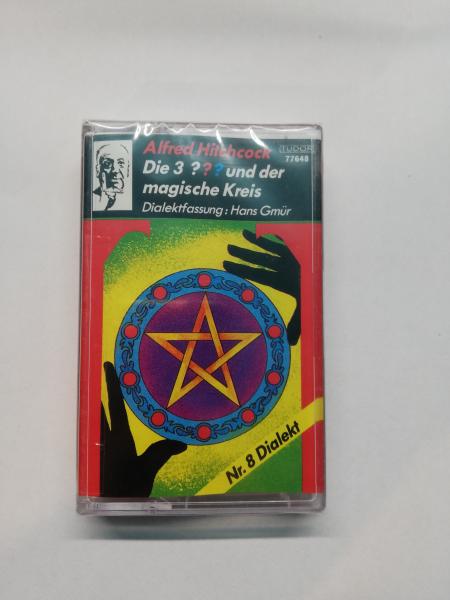 Alfred Hitchcock
TUDOR
77648
Die 3 ??? und der
magische Kreis
Dialektfassung: Hans Gmür
Nr. 8 Dialekt